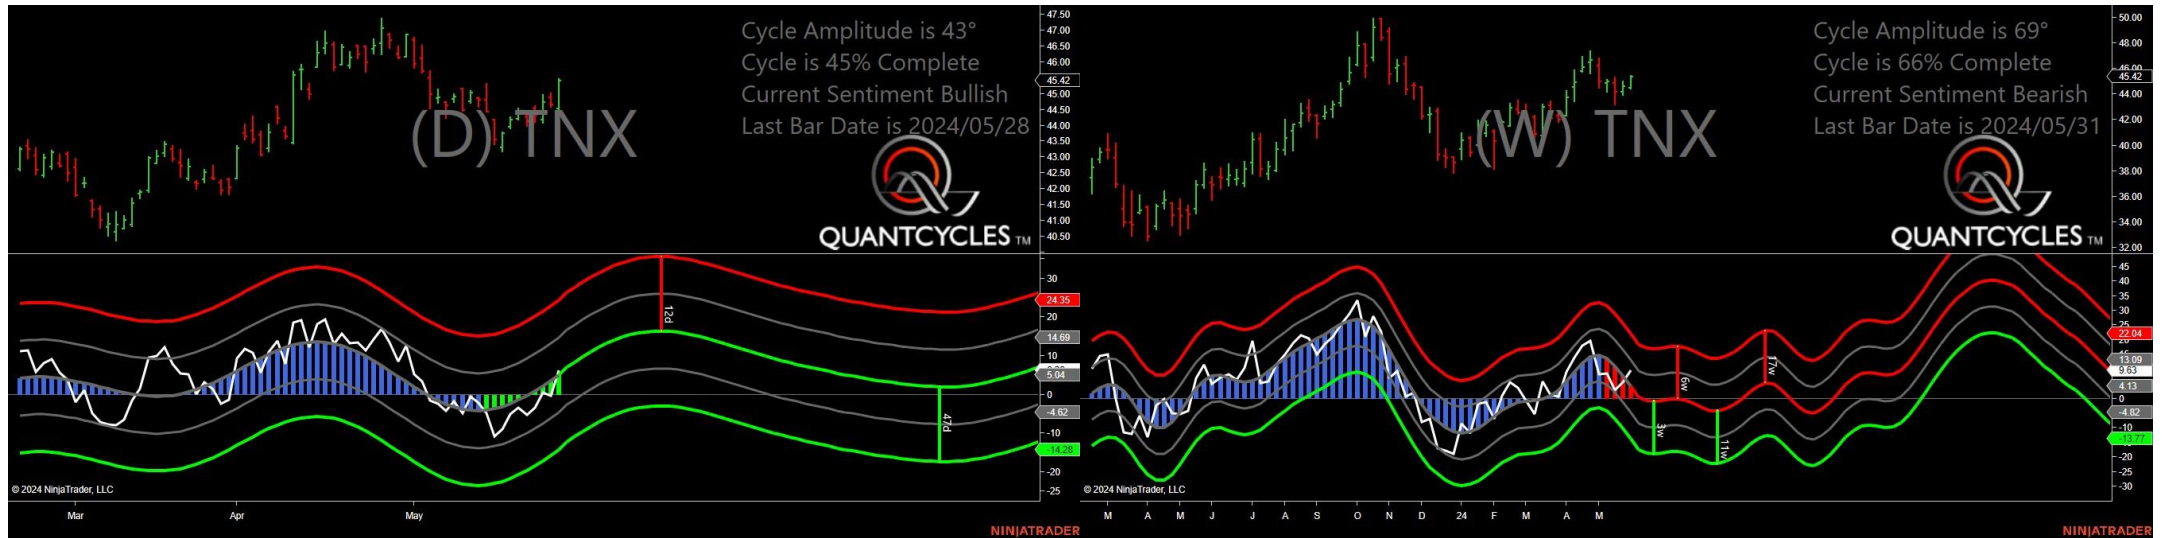 Cycle Amplitude is 43°
Cycle is 45% Complete
Current Sentiment Bullish
Last Bar Date is 2024/05/28
(D) TNX
QUANTCYCLES TM
47.50
47.00
46.50
46.00
45.42
45.00
44.50
44.00
43.50
43.00
42.50
42.00
41.50
41.00
40.50
30
24.35
20
14.69
10
5.04
0
-4.62
-10
-14.28
-20
-25
12d
47d
© 2024 NinjaTrader, LLC
Mar Apr May
NINJATRADER
Cycle Amplitude is 69°
Cycle is 66% Complete
Current Sentiment Bearish
Last Bar Date is 2024/05/31
(W) TNX
QUANTCYCLES TM
50.00
48.00
46.00
45.42
44.00
42.00
40.00
38.00
36.00
34.00
32.00
45
40
35
30
25
22.04
13.09
9.63
4.13
0
-4.82
-10
-13.77
-20
-25
-30
6w
17w
3w
11w
© 2024 NinjaTrader, LLC
M A M J J A S O N D 24 F M A M
NINJATRADER